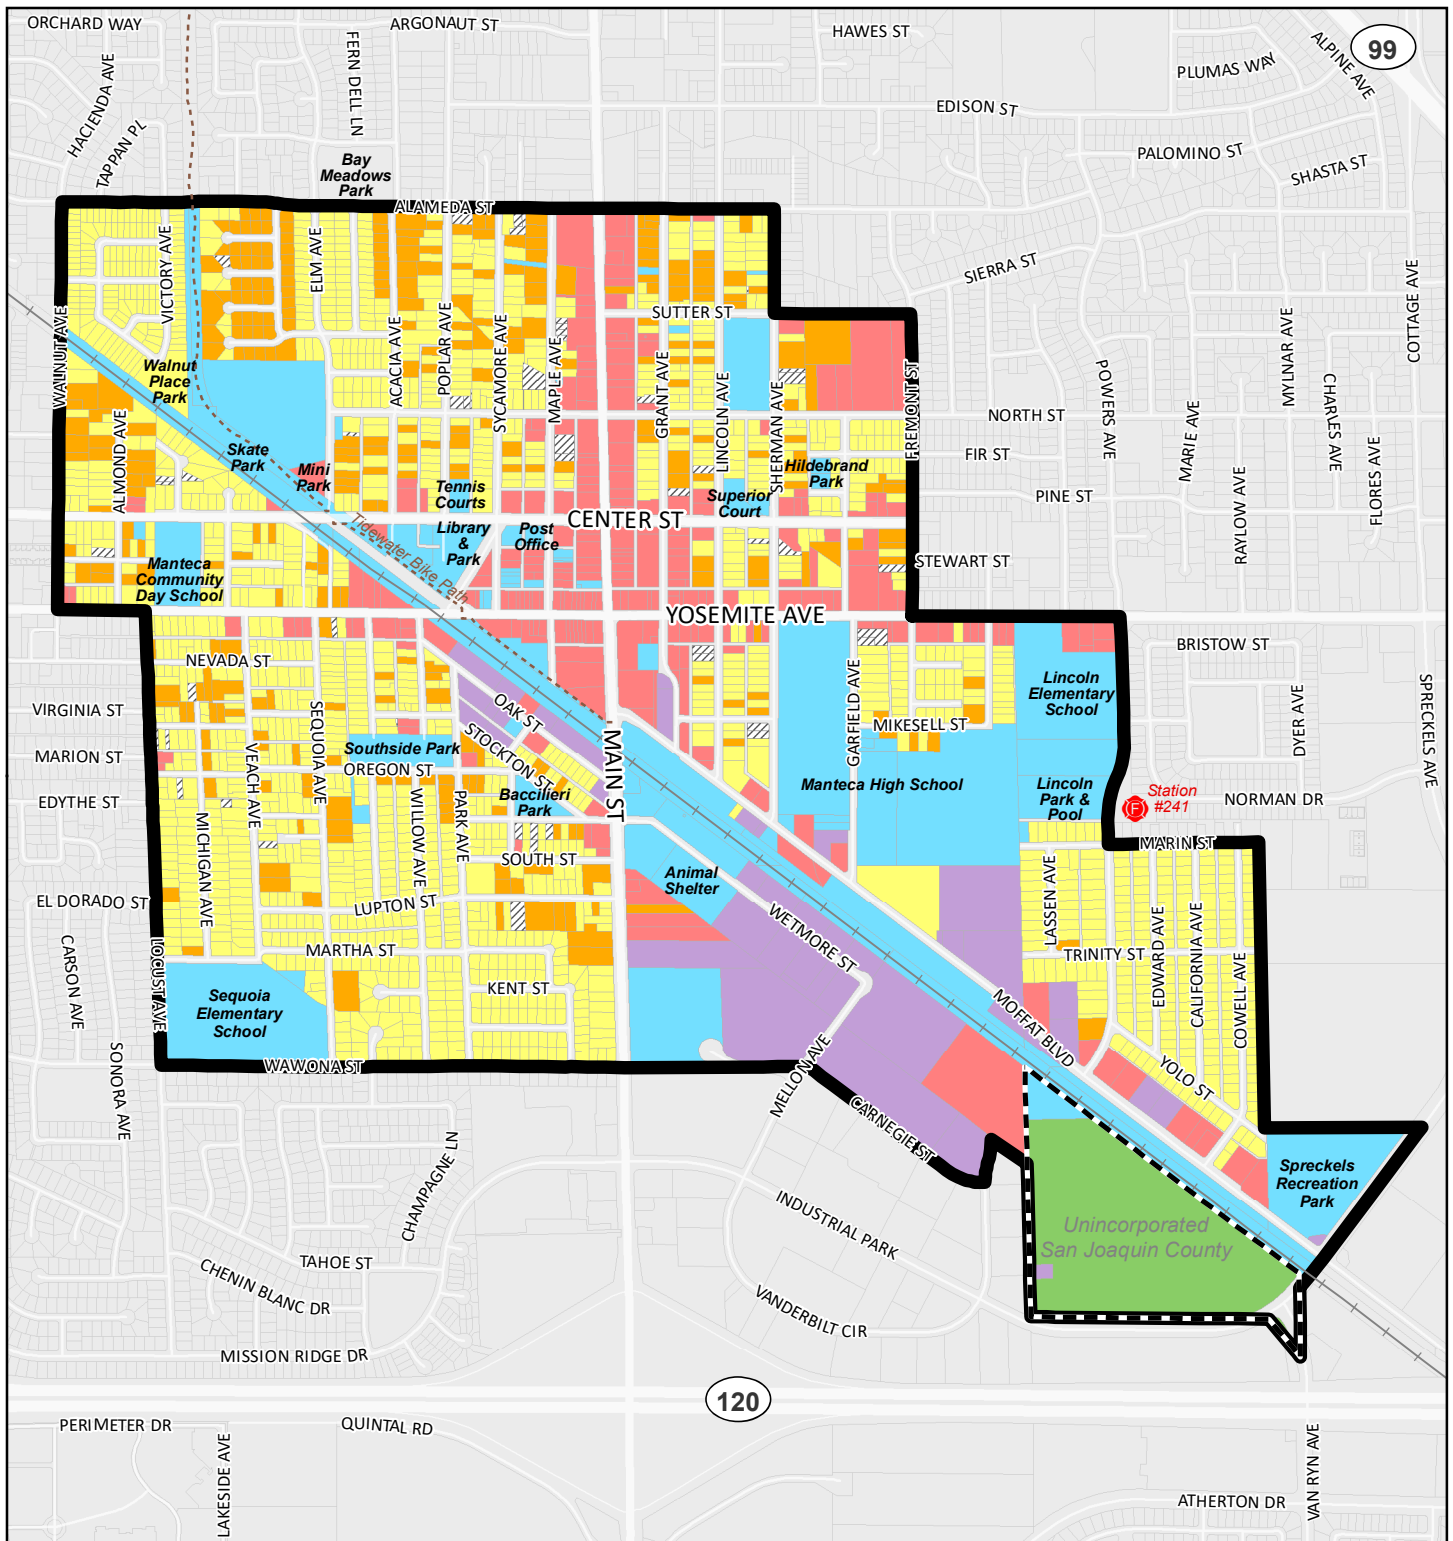 ORCHARD WAY
ARGONAUT ST
HAWES ST
99
ALPINE AVE
HACIENDA AVE
FERN DELL LN
PLUMAS WAY
EDISON ST
TAPPAN PL
PALOMINO ST
SHASTA ST
Bay
Meadows
Park
ALAMEDA ST
VICTORY AVE
ELM AVE
SIERRA ST
COTTAGE AVE
WALNUT AVE
SUTTER ST
MYLNAR AVE
ACACIA AVE
POPLAR AVE
SYCAMORE AVE
MAPLE AVE
GRANT AVE
LINCOLN AVE
SHERMAN AVE
FREMONT ST
POWERS AVE
CHARLES AVE
Walnut
Place
Park
ALMOND AVE
NORTH ST
MARIE AVE
Skate
Park
Mini
Park
FIR ST
FLORES AVE
Hildebrand
Park
RAYLOW AVE
Tennis
Courts
Superior
Court
PINE ST
CENTER ST
Tidewater Bike Path
Library
&
Park
Post
Office
STEWART ST
Manteca
Community
Day School
YOSEMITE AVE
BRISTOW ST
NEVADA ST
Lincoln
Elementary
School
GARFIELD AVE
DYER AVE
SPRECKELS AVE
VIRGINIA ST
SEQUOIA AVE
OAK ST
MIKESELL ST
MARION ST
VEACH AVE
Southside Park
STOCKTON ST
MAIN ST
OREGON ST
Manteca High School
Lincoln
Park &
Pool
Station
#241
F
NORMAN DR
EDYTHE ST
WILLOW AVE
PARK AVE
Baccilieri
Park
MICHIGAN AVE
MARIN ST
SOUTH ST
Animal
Shelter
LASSEN AVE
EL DORADO ST
LUPTON ST
WETMORE ST
EDWARD AVE
CALIFORNIA AVE
CARSON AVE
LOCUST AVE
MARTHA ST
TRINITY ST
COWELL AVE
KENT ST
Sequoia
Elementary
School
MOFFAT BLVD
SONORA AVE
WAWONA ST
MELLON AVE
YOLO ST
CARNEGIE ST
CHAMPAGNE LN
Spreckels
Recreation
Park
INDUSTRIAL PARK
Unincorporated
San Joaquin County
TAHOE ST
CHENIN BLANC DR
VANDERBILT CIR
MISSION RIDGE DR
120
PERIMETER DR
QUINTAL RD
LAKESIDE AVE
VAN RYN AVE
ATHERTON DR